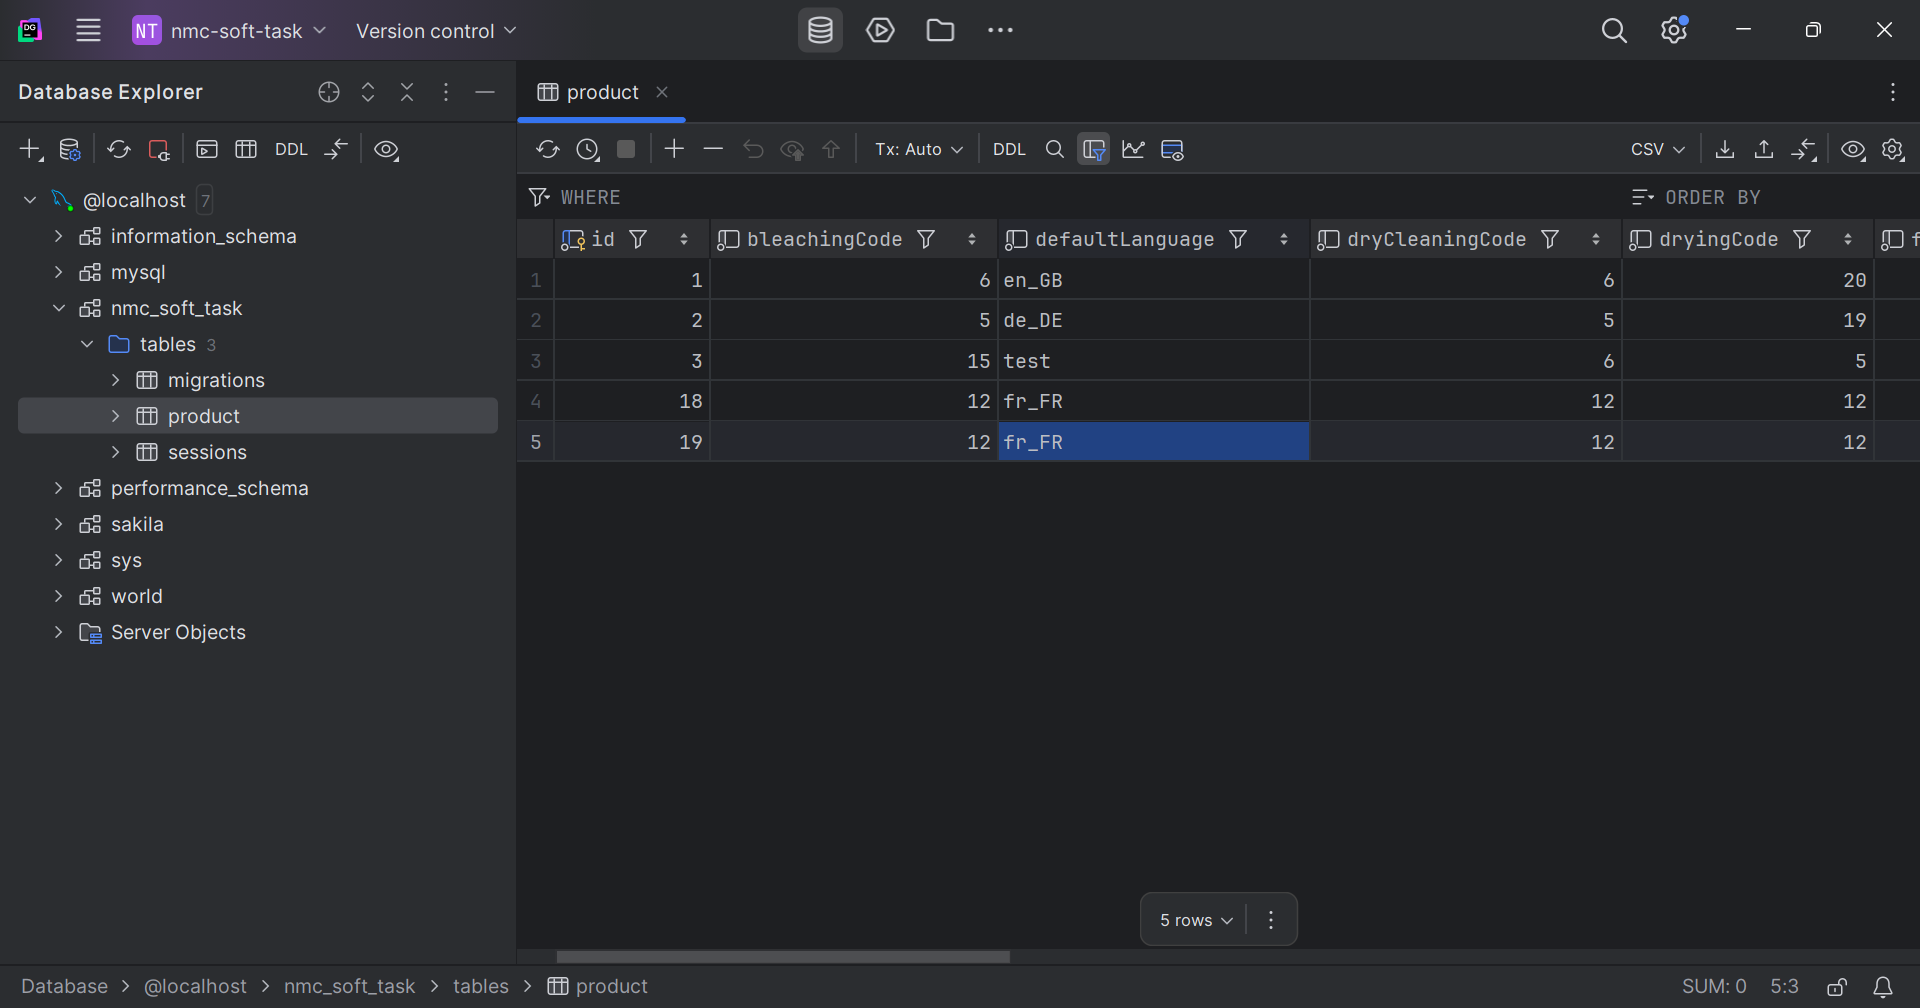 DG NT nmc-soft-task Version control
Database Explorer
product
DDL
Tx: Auto DDL CSV
@localhost 7
information_schema
mysql
nmc_soft_task
tables 3
migrations
product
sessions
performance_schema
sakila
sys
world
Server Objects
WHERE ORDER BY
id bleachingCode defaultLanguage dryCleaningCode dryingCode f
1 1 6 en_GB 6 20
2 2 5 de_DE 5 19
3 3 15 test 6 5
4 18 12 fr_FR 12 12
5 19 12 fr_FR 12 12
5 rows
Database @localhost nmc_soft_task tables product SUM: 0 5:3